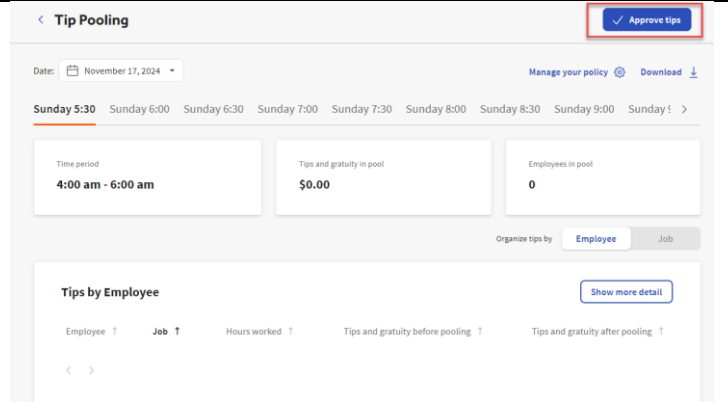 Tip Pooling
Approve tips
Date: November 17, 2024
Manage your policy
Download
Sunday 5:30 Sunday 6:00 Sunday 6:30 Sunday 7:00 Sunday 7:30 Sunday 8:00 Sunday 8:30 Sunday 9:00 Sunday
Time period
4:00 am - 6:00 am
Tips and gratuity in pool
$0.00
Employees in pool
0
Organize tips by Employee Job
Tips by Employee
Show more detail
Employee ↑ Job ↑ Hours worked ↑ Tips and gratuity before pooling ↑ Tips and gratuity after pooling ↑